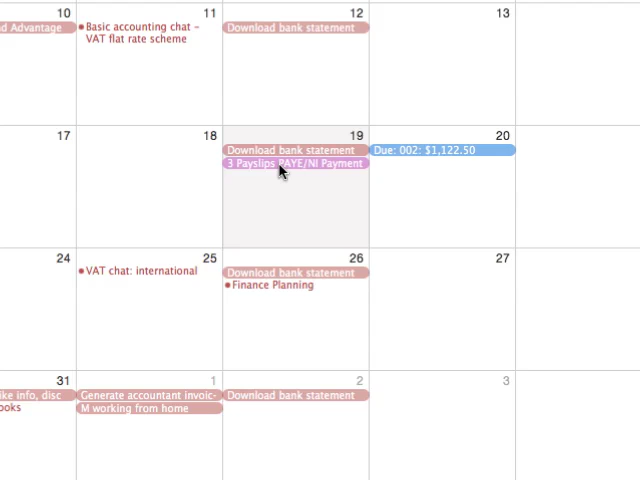 10
11
12
13
d Advantage
Basic accounting chat -
VAT flat rate scheme
Download bank statement
17
18
19
20
Download bank statement
Due: 002: $1,122.50
3 Payslips PAYE/NI Payment
24
25
26
27
VAT chat: international
Download bank statement
Finance Planning
31
1
2
3
ike info, disc
Generate accountant invoic-
Download bank statement
ooks
M working from home